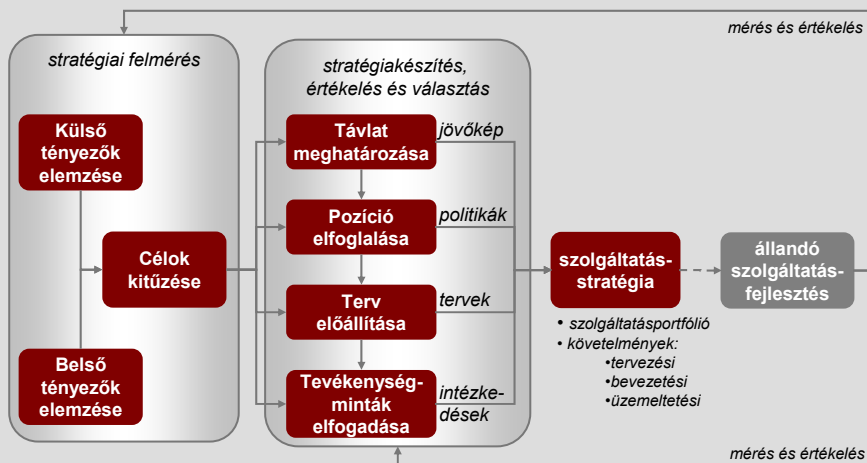 mérés és értékelés
stratégiai felmérés
Külső
tényezők
elemzése
Célok
kitűzése
Belső
tényezők
elemzése
stratégiakészítés,
értékelés és választás
Távlat
meghatározása
jövőkép
Pozíció
elfoglalása
politikák
Terv
előállítása
tervek
Tevékenység-
minták
elfogadása
intézke-
dések
szolgáltatás-
stratégia
• szolgáltatásportfólió
• követelmények:
•tervezési
•bevezetési
•üzemeltetési
állandó
szolgáltatás-
fejlesztés
mérés és értékelés